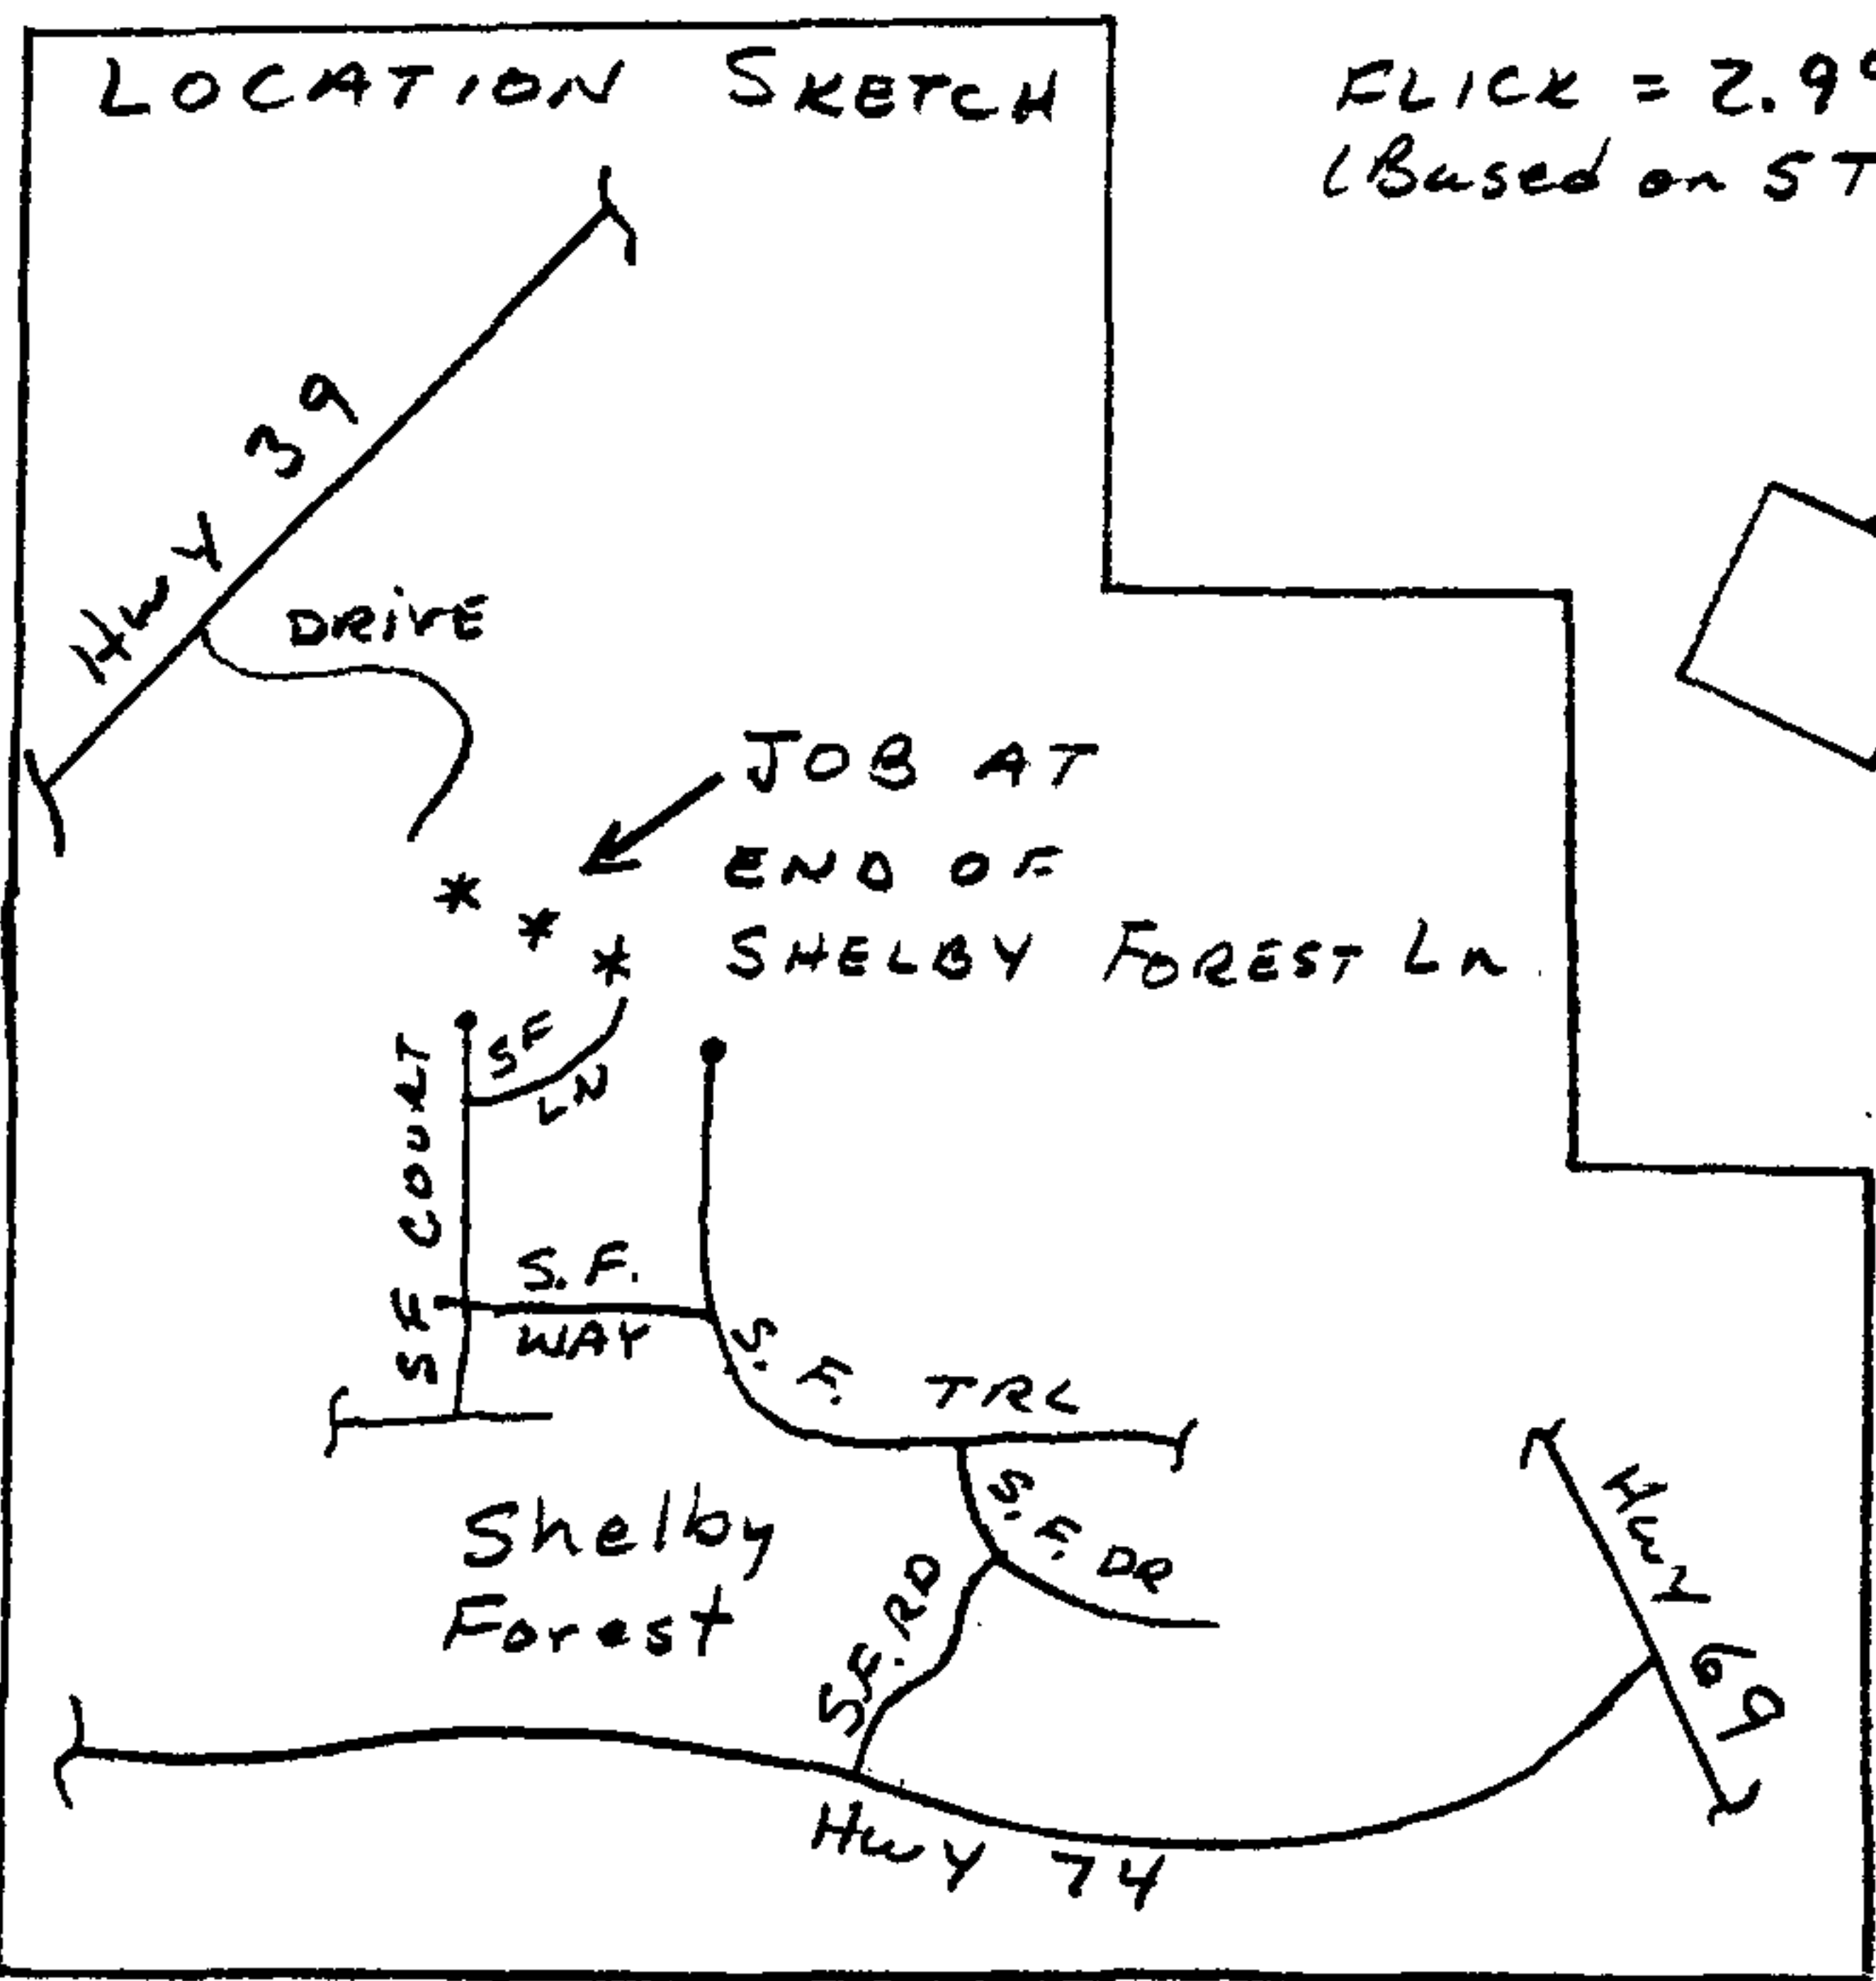 LOCATION SKETCH
FLICK = 2.9
(Based on ST
Hwy 39
DRIVE
JOB AT
END OF
SHELBY FOREST Ln.
SF
LN
SF COURT
S.F.
WAY
S. F. TRL
S.F. DR
Shelby
Forest
S.F. RD
Hwy 69
Hwy 74